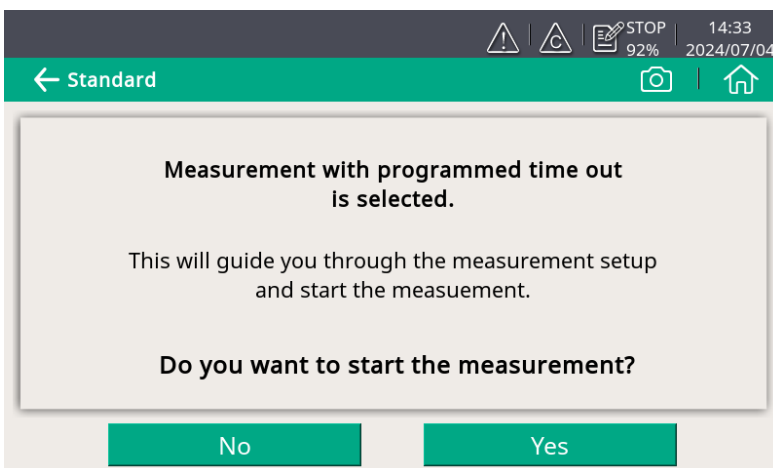 STOP 14:33
92% 2024/07/04
Standard
Measurement with programmed time out
is selected.
This will guide you through the measurement setup
and start the measuement.
Do you want to start the measurement?
No Yes